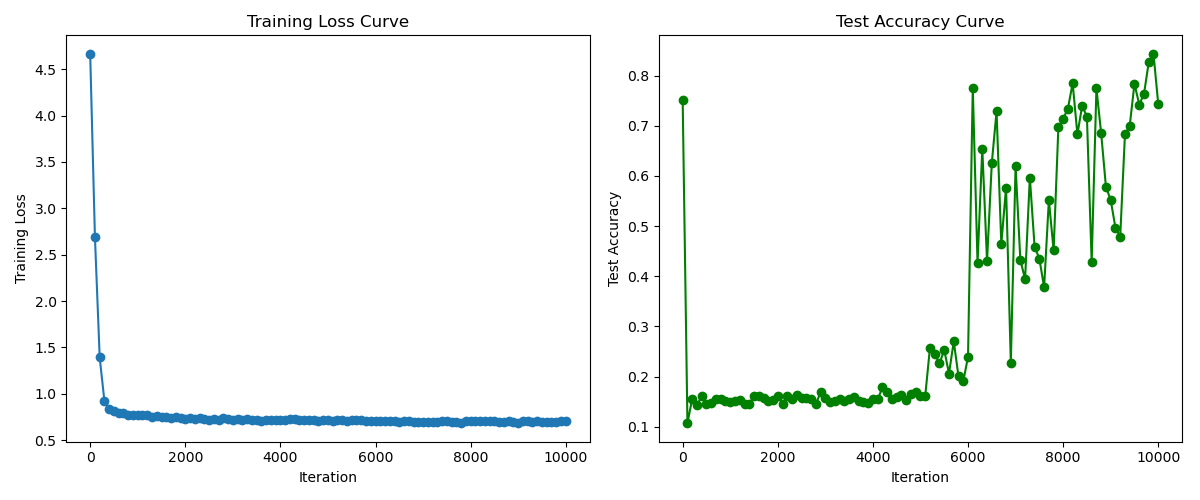 Training Loss Curve
Training Loss
4.5
4.0
3.5
3.0
2.5
2.0
1.5
1.0
0.5
0 2000 4000 6000 8000 10000
Iteration
Test Accuracy Curve
Test Accuracy
0.8
0.7
0.6
0.5
0.4
0.3
0.2
0.1
0 2000 4000 6000 8000 10000
Iteration